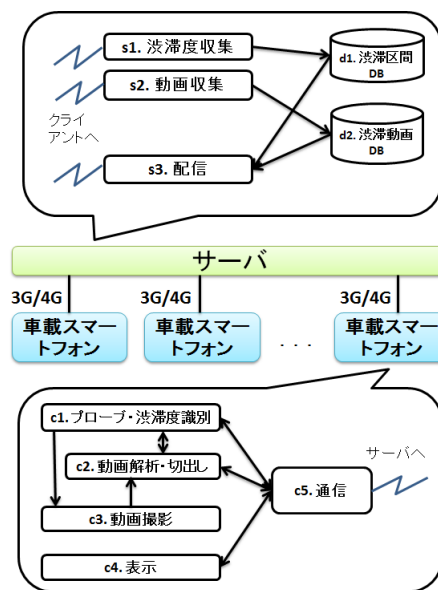 s1. 渋滞度収集
s2. 動画収集
d1. 渋滞区間
DB
d2. 渋滞動画
DB
クライ
アントへ
s3. 配信
サーバ
3G/4G
3G/4G
3G/4G
車載スマー
トフォン
車載スマー
トフォン
...
車載スマー
トフォン
c1.プローブ・渋滞度識別
c2.動画解析・切出し
c3.動画撮影
c4.表示
c5.通信
サーバへ